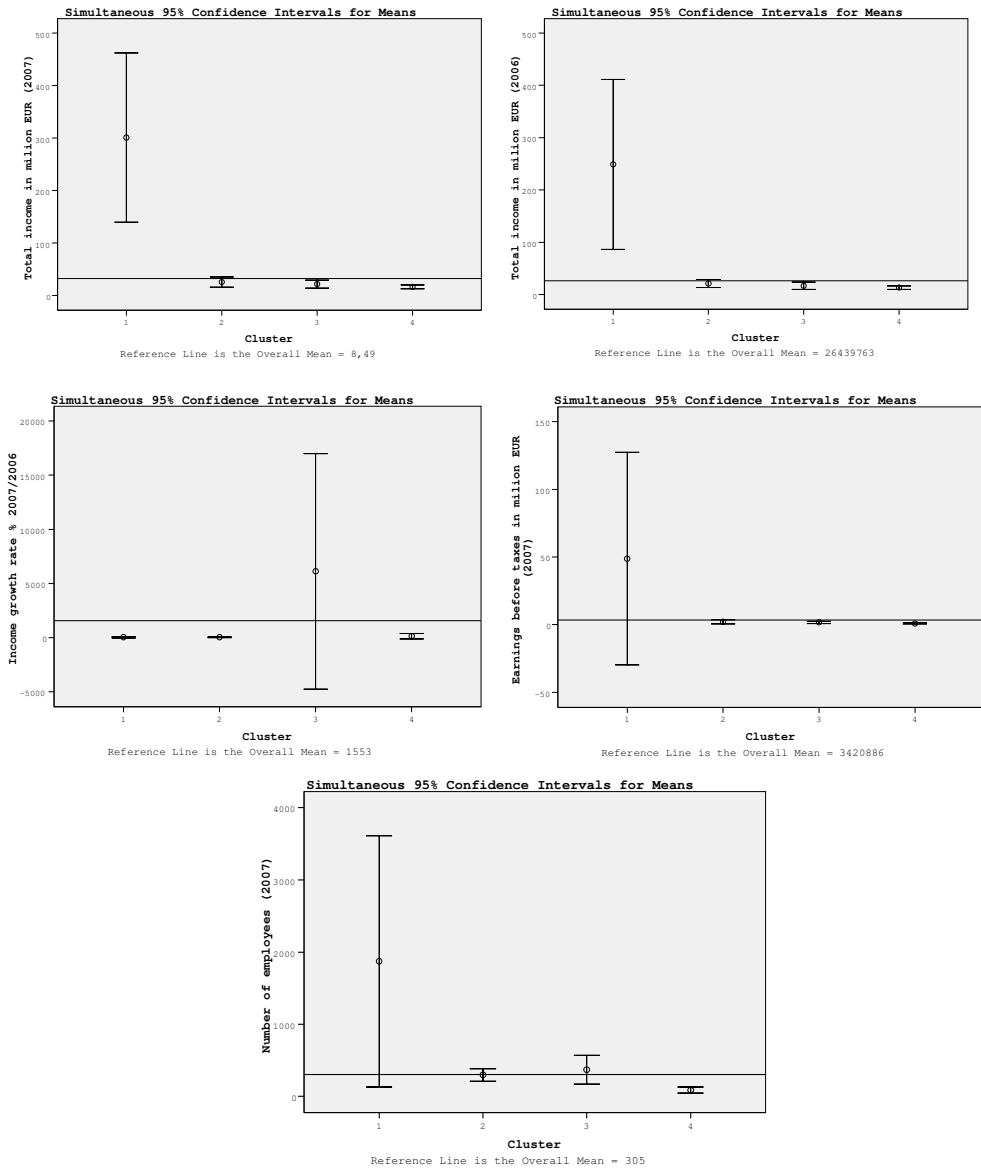 Simultaneous 95% Confidence Intervals for Means
Total income in milion EUR (2007)
500
400
300
200
100
0
1 2 3 4
Cluster
Reference Line is the Overall Mean = 8,49
Simultaneous 95% Confidence Intervals for Means
Total income in milion EUR (2006)
500
400
300
200
100
0
1 2 3 4
Cluster
Reference Line is the Overall Mean = 26439763
Simultaneous 95% Confidence Intervals for Means
Income growth rate % 2007/2006
20000
15000
10000
5000
0
-5000
1 2 3 4
Cluster
Reference Line is the Overall Mean = 1553
Simultaneous 95% Confidence Intervals for Means
Earnings before taxes in milion EUR
(2007)
150
100
50
0
-50
1 2 3 4
Cluster
Reference Line is the Overall Mean = 3420886
Simultaneous 95% Confidence Intervals for Means
Number of employees (2007)
4000
3000
2000
1000
0
1 2 3 4
Cluster
Reference Line is the Overall Mean = 305